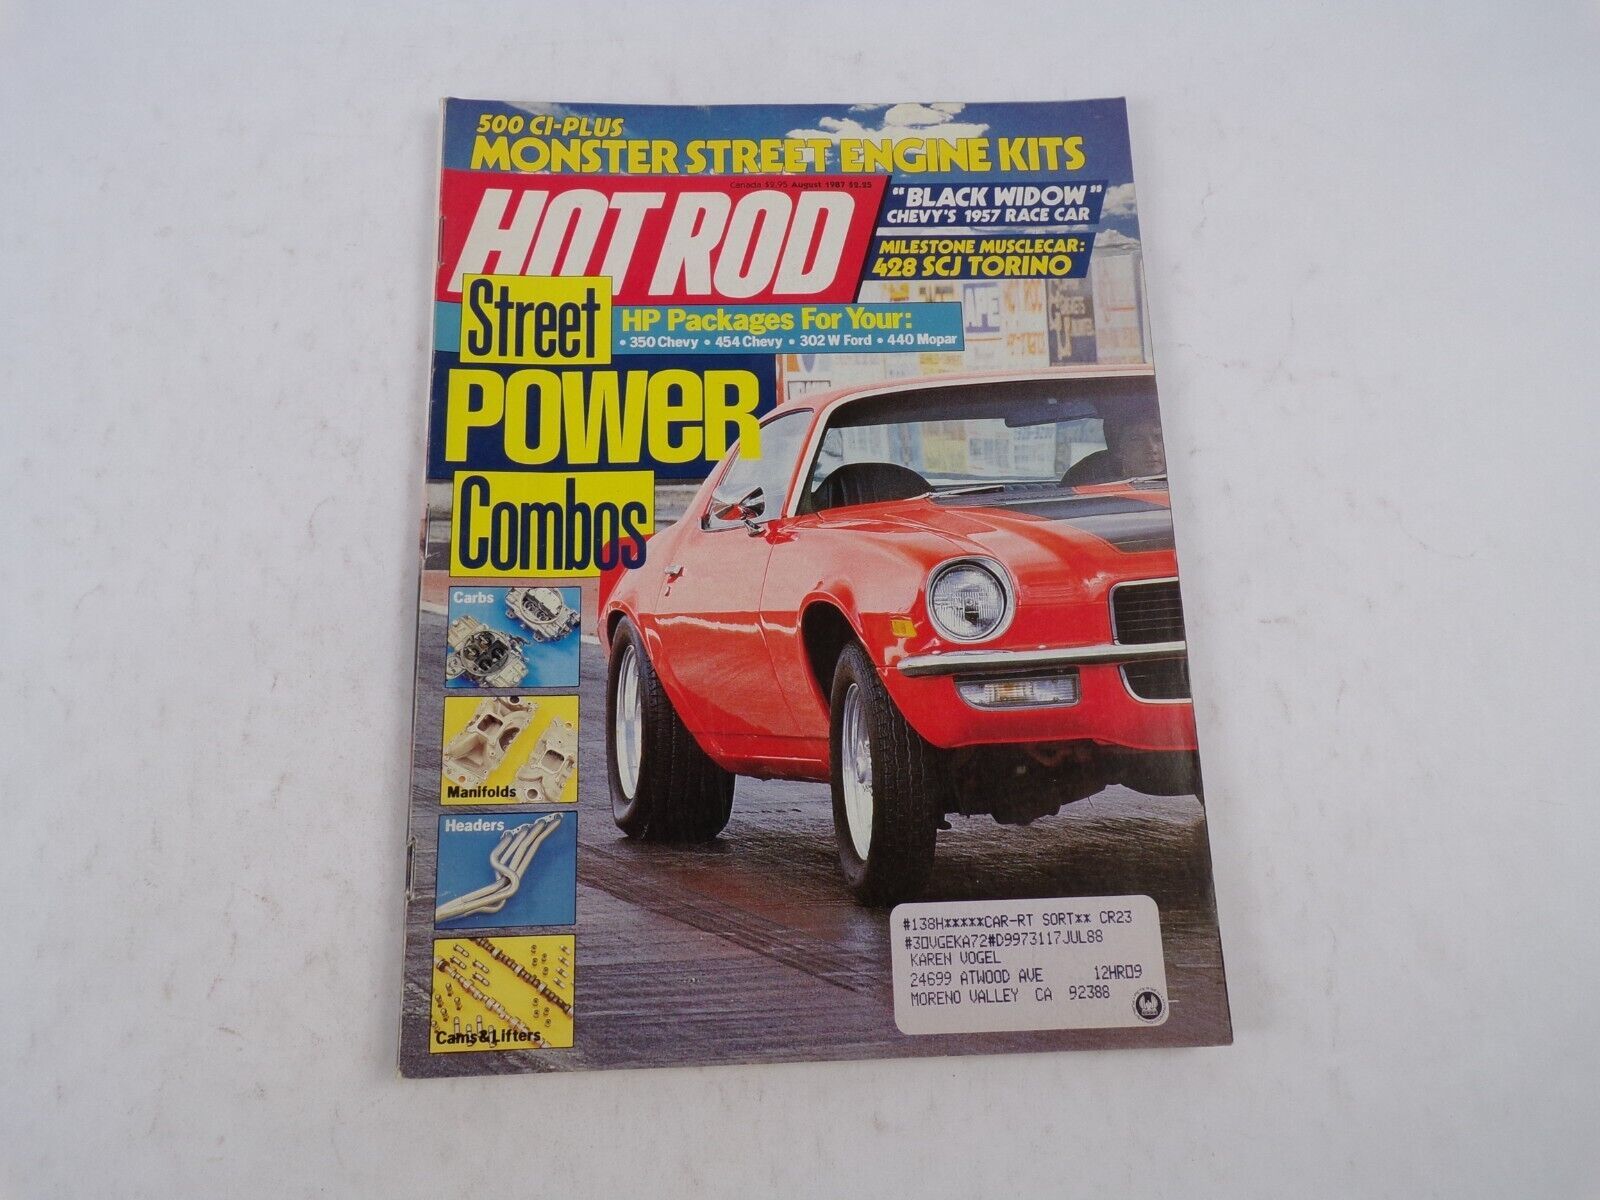 500 CI-PLUS
MONSTER STREET ENGINE KITS
Canada $2.95 August 1987 $2.25
HOT ROD
"BLACK WIDOW"
CHEVY'S 1957 RACE CAR
MILESTONE MUSCLECAR:
428 SCJ TORINO
HP Packages For Your:
• 350 Chevy • 454 Chevy • 302 W Ford • 440 Mopar
Street
POWER
Combos
Carbs
Manifolds
Headers
Cams & Lifters
#138H*****CAR-RT SORT** CR23
#30VGEKA72#D9973117JUL88
KAREN VOGEL
24699 ATWOOD AVE 12HR09
MORENO VALLEY CA 92388